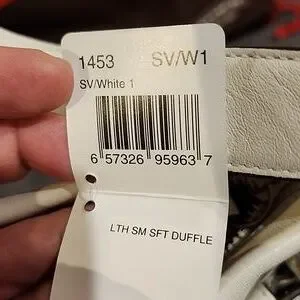 1453 SV/W1
SV/White 1
6 57326 95963 7
LTH SM SFT DUFFLE